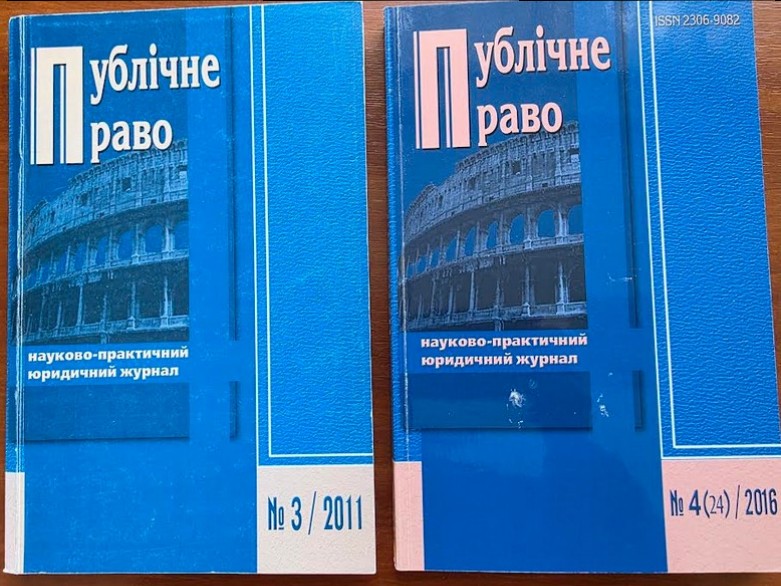 Публічне
Право
науково-практичний
юридичний журнал
№ 3 / 2011
ISSN 2306-9082
Публічне
Право
науково-практичний
юридичний журнал
№ 4 (24) / 2016